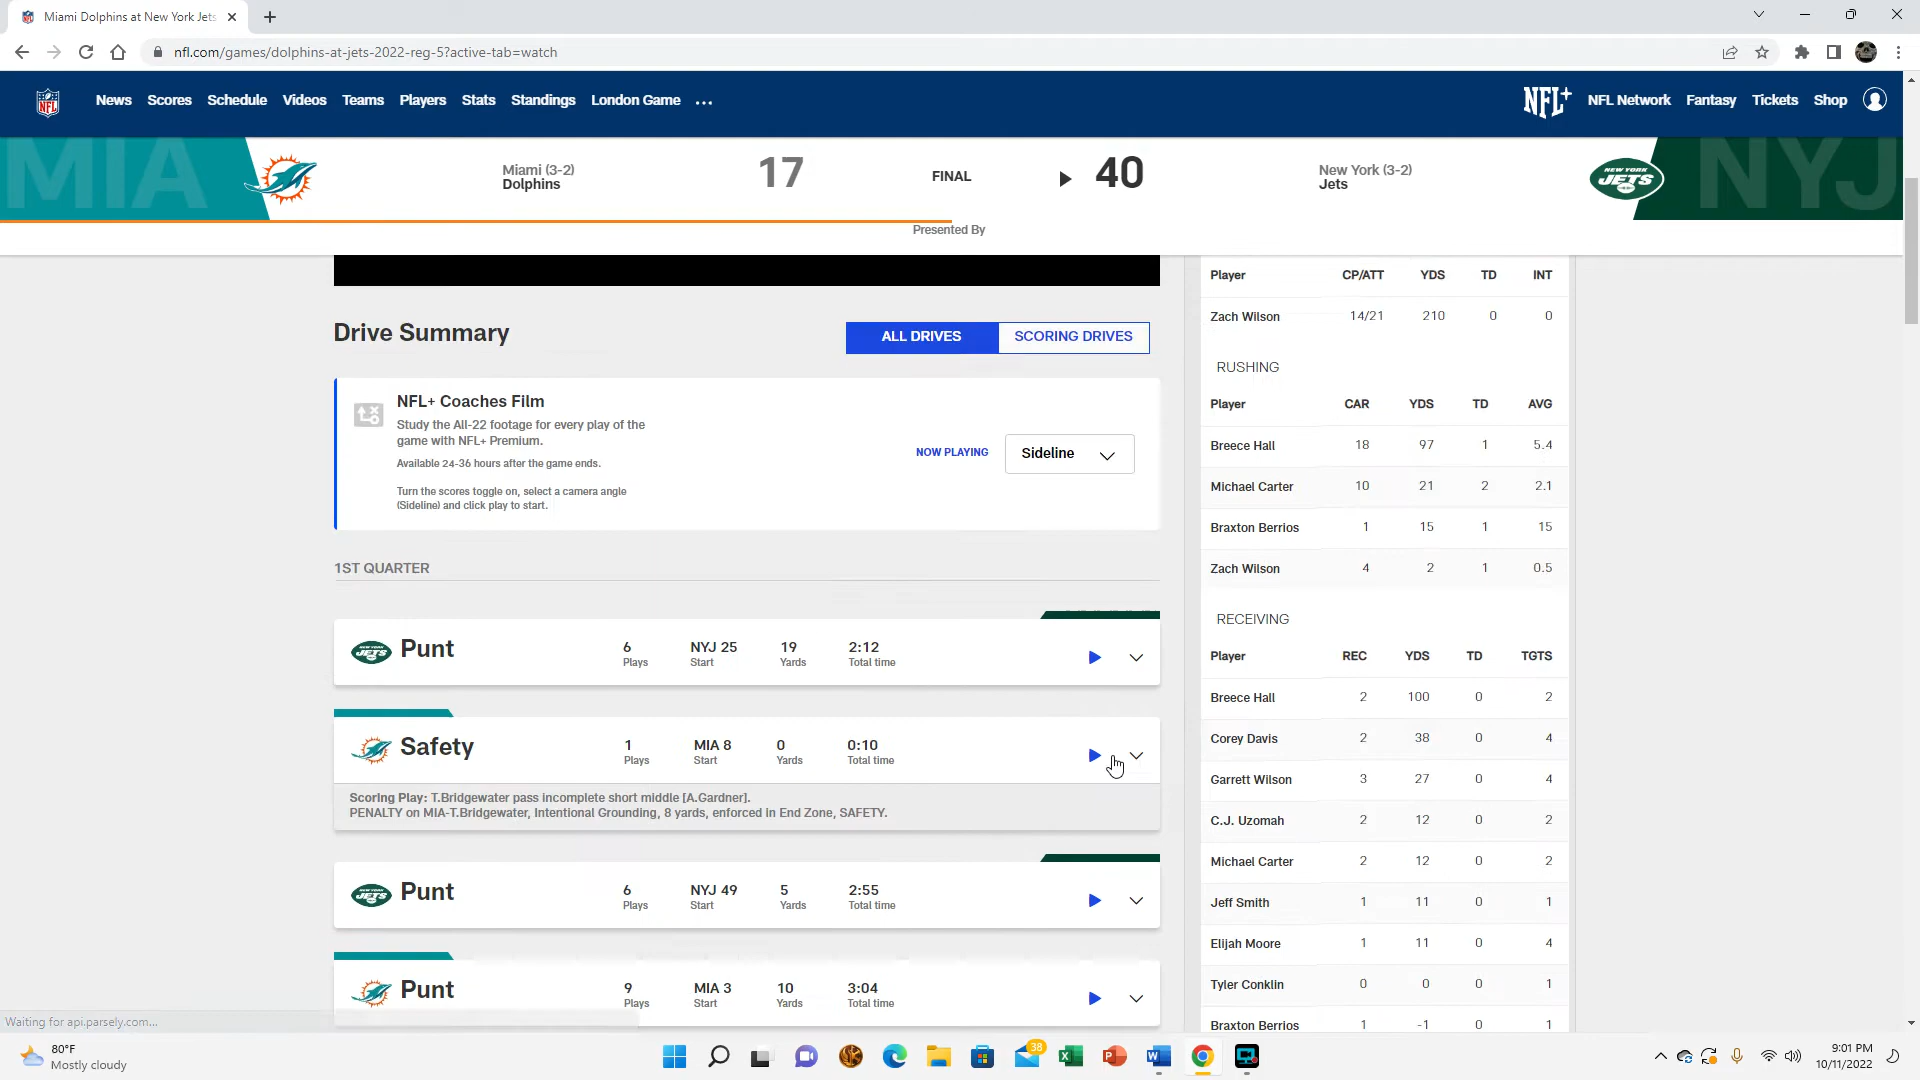 Miami Dolphins at New York Jets
nfl.com/games/dolphins-at-jets-2022-reg-5?active-tab=watch
NFL
News Scores Schedule Videos Teams Players Stats Standings London Game ...
NFL+ NFL Network Fantasy Tickets Shop
MIA
Miami (3-2)
Dolphins
17
FINAL
40
New York (3-2)
Jets
NEW YORK
JETS
NYJ
Presented By
Drive Summary
ALL DRIVES
SCORING DRIVES
NFL+ Coaches Film
Study the All-22 footage for every play of the
game with NFL+ Premium.
Available 24-36 hours after the game ends.
Turn the scores toggle on, select a camera angle
(Sideline) and click play to start.
NOW PLAYING
Sideline
1ST QUARTER
JETS Punt 6 NYJ 25 19 2:12
Plays Start Yards Total time
Safety 1 MIA 8 0 0:10
Plays Start Yards Total time
Scoring Play: T.Bridgewater pass incomplete short middle [A.Gardner].
PENALTY on MIA-T.Bridgewater, Intentional Grounding, 8 yards, enforced in End Zone, SAFETY.
JETS Punt 6 NYJ 49 5 2:55
Plays Start Yards Total time
Punt 9 MIA 3 10 3:04
Plays Start Yards Total time
Player CP/ATT YDS TD INT
Zach Wilson 14/21 210 0 0
RUSHING
Player CAR YDS TD AVG
Breece Hall 18 97 1 5.4
Michael Carter 10 21 2 2.1
Braxton Berrios 1 15 1 15
Zach Wilson 4 2 1 0.5
RECEIVING
Player REC YDS TD TGTS
Breece Hall 2 100 0 2
Corey Davis 2 38 0 4
Garrett Wilson 3 27 0 4
C.J. Uzomah 2 12 0 2
Michael Carter 2 12 0 2
Jeff Smith 1 11 0 1
Elijah Moore 1 11 0 4
Tyler Conklin 0 0 0 1
Braxton Berrios 1 -1 0 1
Waiting for api.parsely.com...
80°F
Mostly cloudy
38
9:01 PM
10/11/2022